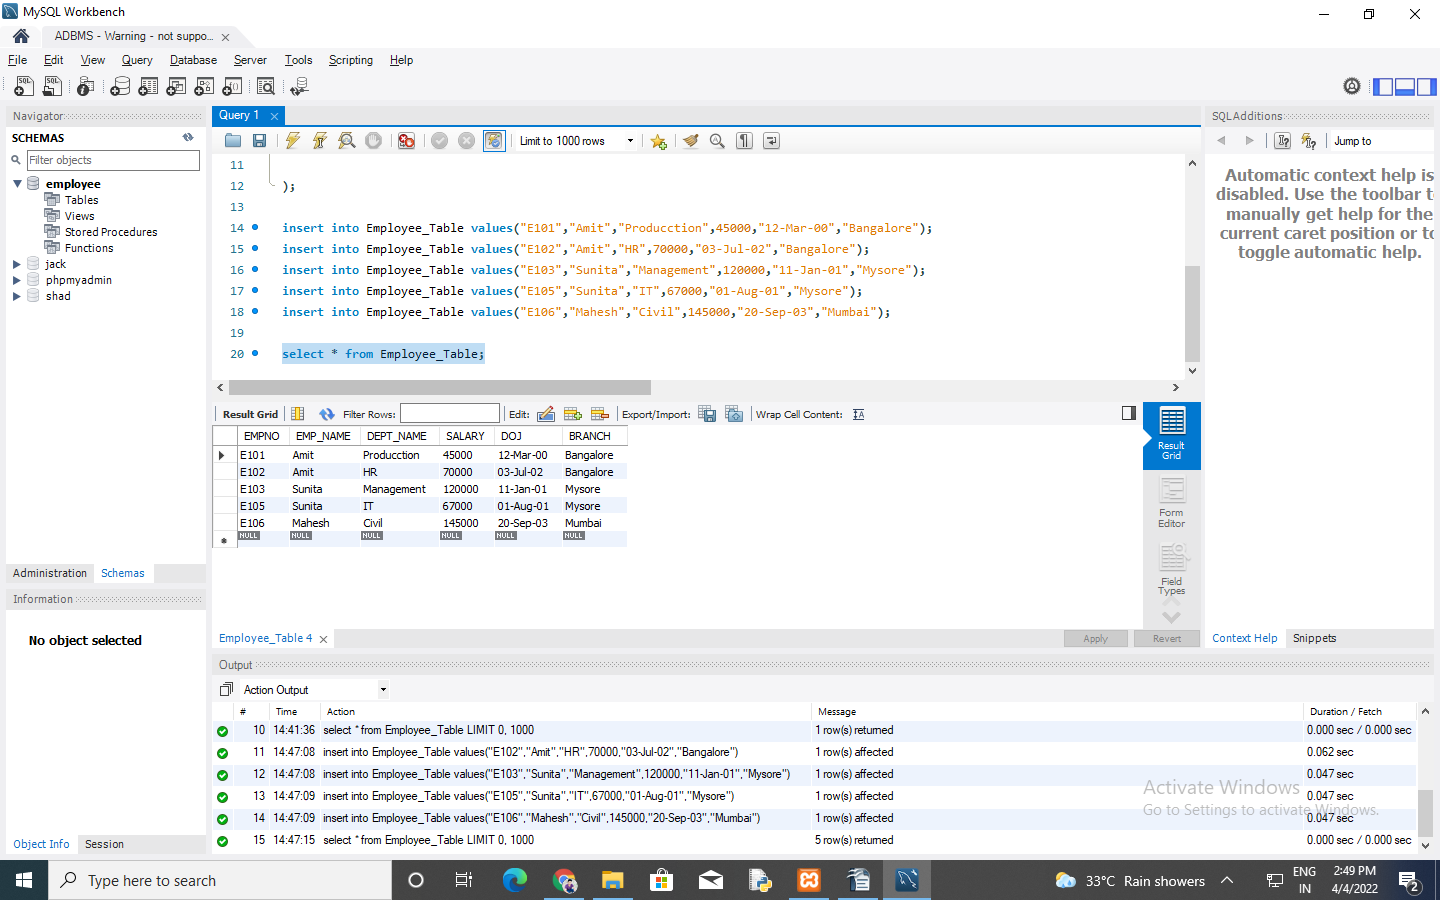 MySQL Workbench
ADBMS - Warning - not suppo...
File Edit View Query Database Server Tools Scripting Help
Navigator
SCHEMAS
Filter objects
employee
Tables
Views
Stored Procedures
Functions
jack
phpmyadmin
shad
Administration Schemas
Information
No object selected
Object Info Session
Query 1
Limit to 1000 rows
11
12 );
13
14 insert into Employee_Table values("E101","Amit","Producction",45000,"12-Mar-00","Bangalore");
15 insert into Employee_Table values("E102","Amit","HR",70000,"03-Jul-02","Bangalore");
16 insert into Employee_Table values("E103","Sunita","Management",120000,"11-Jan-01","Mysore");
17 insert into Employee_Table values("E105","Sunita","IT",67000,"01-Aug-01","Mysore");
18 insert into Employee_Table values("E106","Mahesh","Civil",145000,"20-Sep-03","Mumbai");
19
20 select * from Employee_Table;
Result Grid Filter Rows: Edit: Export/Import: Wrap Cell Content:
EMPNO EMP_NAME DEPT_NAME SALARY DOJ BRANCH
E101 Amit Producction 45000 12-Mar-00 Bangalore
E102 Amit HR 70000 03-Jul-02 Bangalore
E103 Sunita Management 120000 11-Jan-01 Mysore
E105 Sunita IT 67000 01-Aug-01 Mysore
E106 Mahesh Civil 145000 20-Sep-03 Mumbai
NULL NULL NULL NULL NULL NULL
Result
Grid
Form
Editor
Field
Types
Employee_Table 4
Apply Revert
SQLAdditions
Jump to
Automatic context help is
disabled. Use the toolbar t
manually get help for the
current caret position or to
toggle automatic help.
Context Help Snippets
Output
Action Output
# Time Action Message Duration / Fetch
10 14:41:36 select * from Employee_Table LIMIT 0, 1000 1 row(s) returned 0.000 sec / 0.000 sec
11 14:47:08 insert into Employee_Table values("E102","Amit","HR",70000,"03-Jul-02","Bangalore") 1 row(s) affected 0.062 sec
12 14:47:08 insert into Employee_Table values("E103","Sunita","Management",120000,"11-Jan-01","Mysore") 1 row(s) affected 0.047 sec
13 14:47:09 insert into Employee_Table values("E105","Sunita","IT",67000,"01-Aug-01","Mysore") 1 row(s) affected 0.047 sec
14 14:47:09 insert into Employee_Table values("E106","Mahesh","Civil",145000,"20-Sep-03","Mumbai") 1 row(s) affected 0.047 sec
15 14:47:15 select * from Employee_Table LIMIT 0, 1000 5 row(s) returned 0.000 sec / 0.000 sec
Activate Windows
Go to Settings to activate Windows.
Type here to search
33°C Rain showers
ENG
IN
2:49 PM
4/4/2022
2